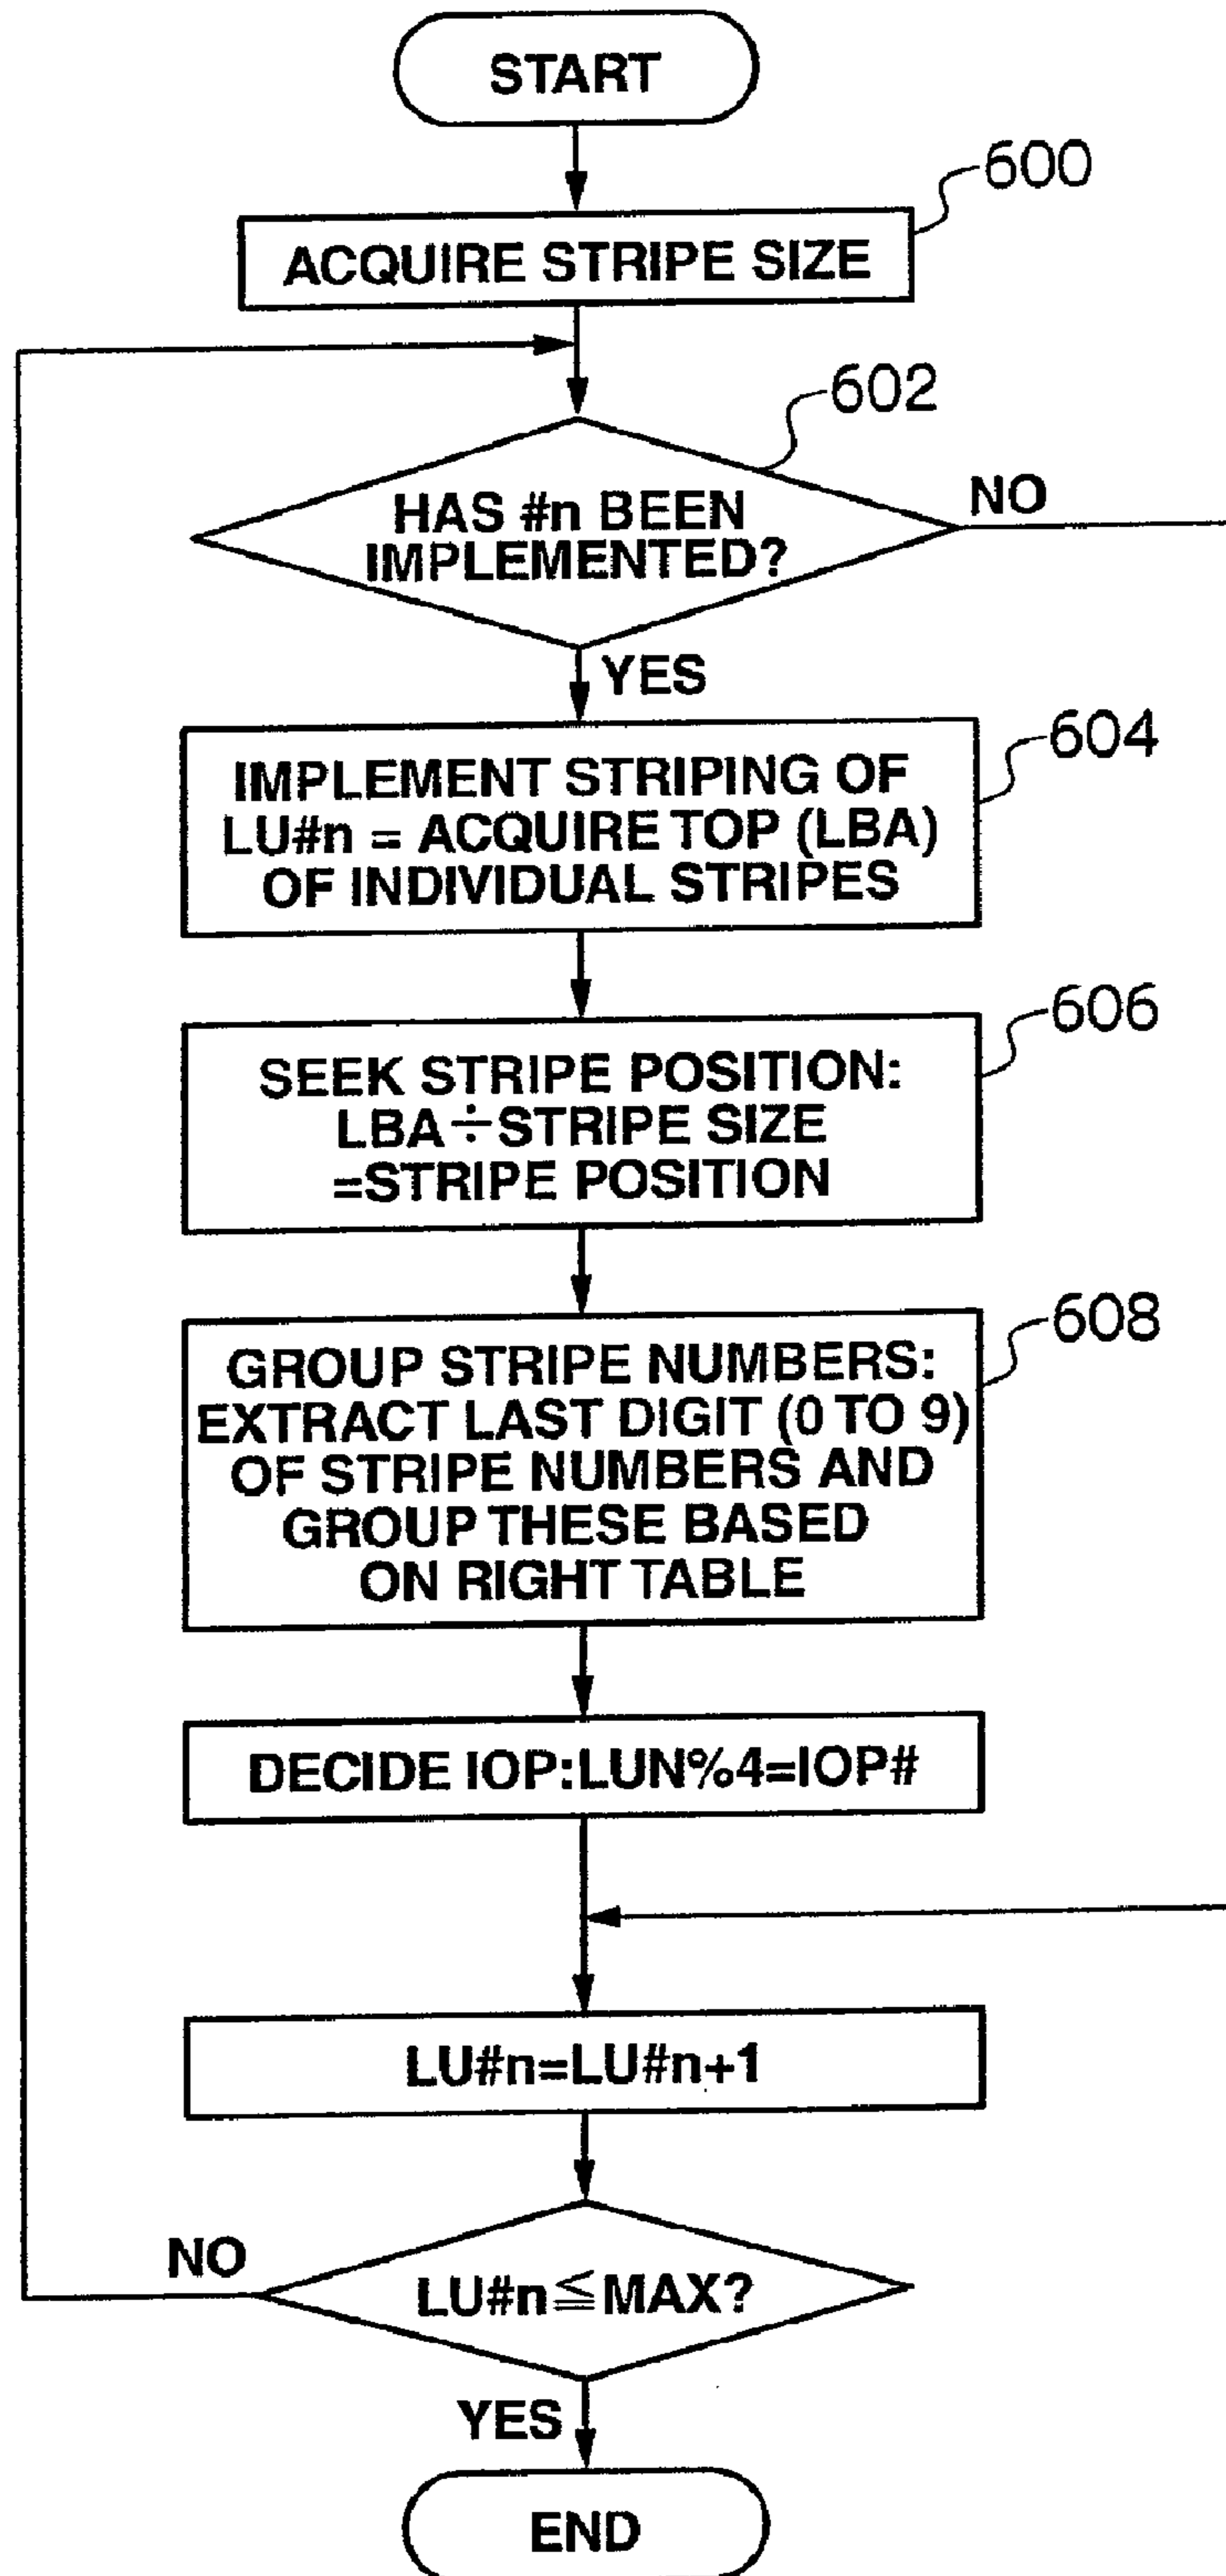 START
600
ACQUIRE STRIPE SIZE
602
HAS #n BEEN
IMPLEMENTED?
NO
YES
604
IMPLEMENT STRIPING OF
LU#n = ACQUIRE TOP (LBA)
OF INDIVIDUAL STRIPES
606
SEEK STRIPE POSITION:
LBA÷STRIPE SIZE
=STRIPE POSITION
608
GROUP STRIPE NUMBERS:
EXTRACT LAST DIGIT (0 TO 9)
OF STRIPE NUMBERS AND
GROUP THESE BASED
ON RIGHT TABLE
DECIDE IOP:LUN%4=IOP#
LU#n=LU#n+1
NO
LU#n≦MAX?
YES
END